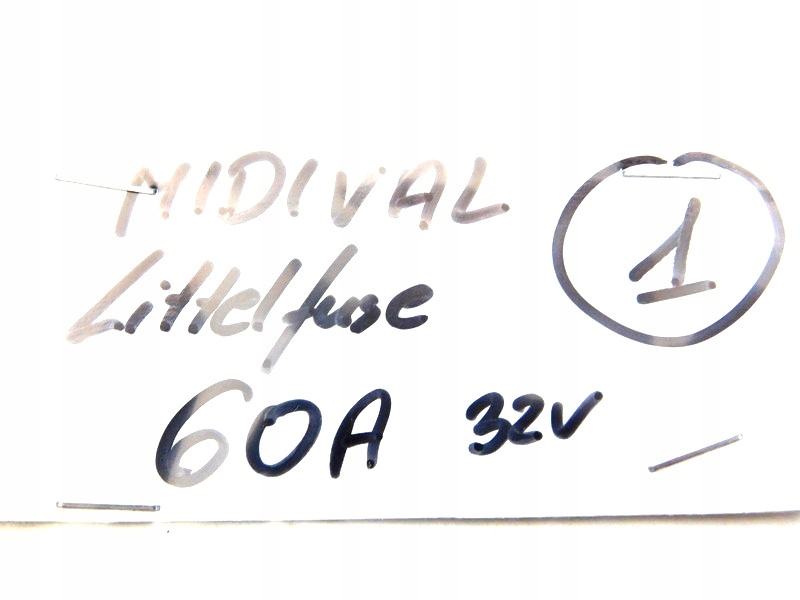 MIDIVAL
Littelfuse
60A 32V
1